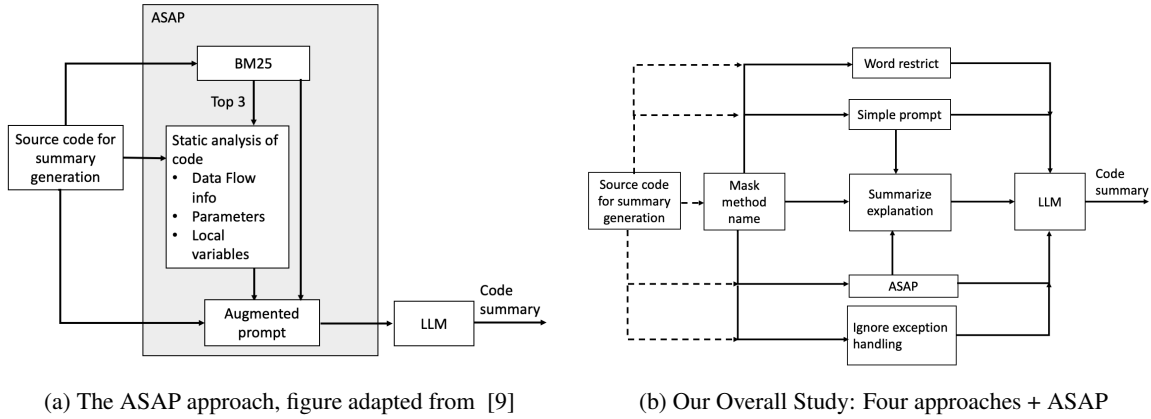 ASAP
BM25
Top 3
Source code for
summary
generation
Static analysis of
code
• Data Flow
info
• Parameters
• Local
variables
Augmented
prompt
LLM
Code
summary
(a) The ASAP approach, figure adapted from [9]
Word restrict
Simple prompt
Source code
for summary
generation
Mask
method
name
Summarize
explanation
LLM
Code
summary
ASAP
Ignore exception
handling
(b) Our Overall Study: Four approaches + ASAP